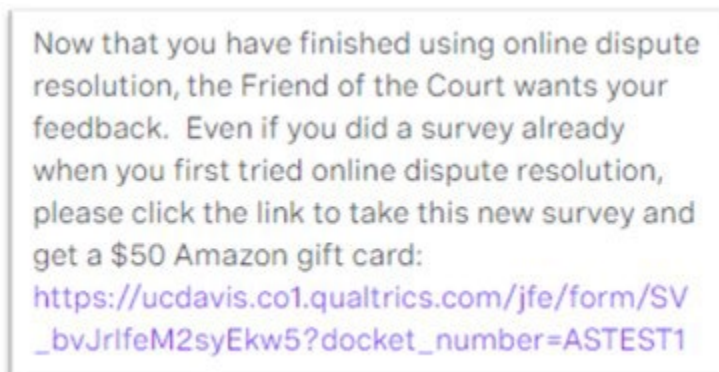 Now that you have finished using online dispute
resolution, the Friend of the Court wants your
feedback.  Even if you did a survey already
when you first tried online dispute resolution,
please click the link to take this new survey and
get a $50 Amazon gift card:
https://ucdavis.co1.qualtrics.com/jfe/form/SV
_bvJrIfeM2syEkw5?docket_number=ASTEST1